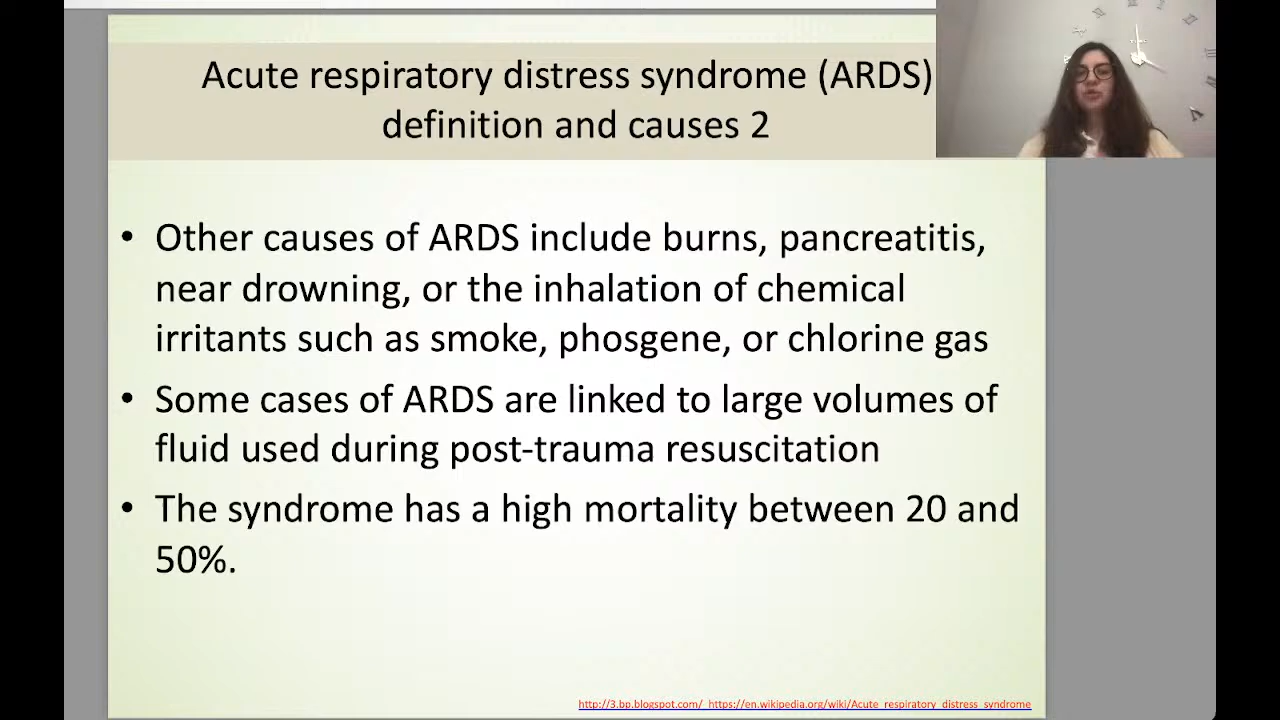 Acute respiratory distress syndrome (ARDS)
definition and causes 2
• Other causes of ARDS include burns, pancreatitis,
near drowning, or the inhalation of chemical
irritants such as smoke, phosgene, or chlorine gas
• Some cases of ARDS are linked to large volumes of
fluid used during post-trauma resuscitation
• The syndrome has a high mortality between 20 and
50%.
http://3.bp.blogspot.com/ https://en.wikipedia.org/wiki/Acute_respiratory_distress_syndrome